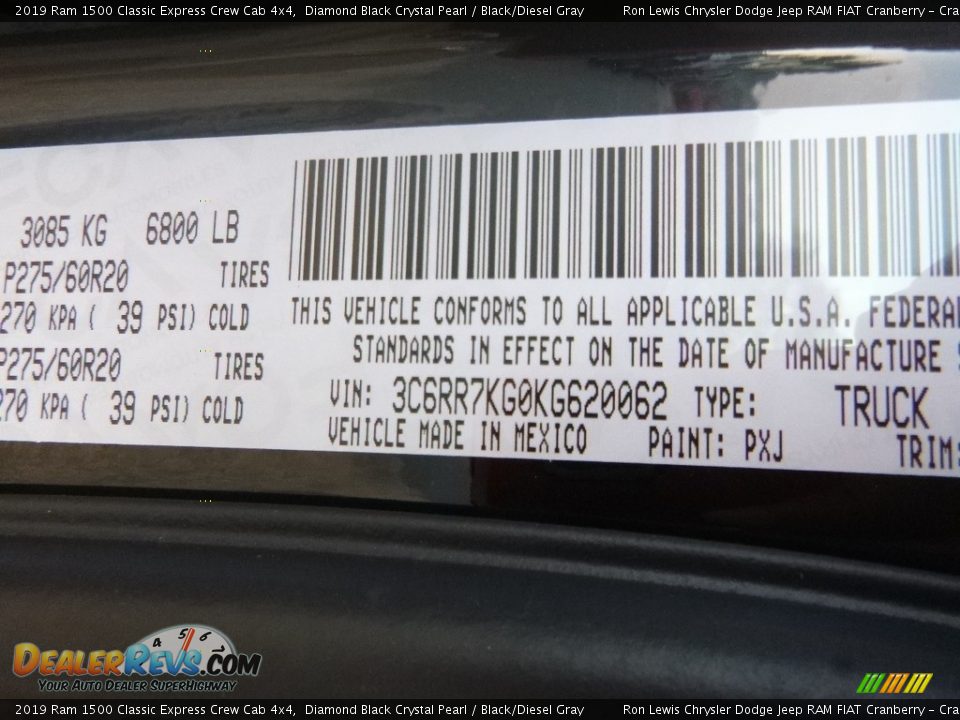 2019 Ram 1500 Classic Express Crew Cab 4x4, Diamond Black Crystal Pearl / Black/Diesel Gray Ron Lewis Chrysler Dodge Jeep RAM FIAT Cranberry - Cra
3085 KG 6800 LB
P275/60R20 TIRES
270 KPA ( 39 PSI) COLD
P275/60R20 TIRES
270 KPA ( 39 PSI) COLD
THIS VEHICLE CONFORMS TO ALL APPLICABLE U.S.A. FEDERAL
STANDARDS IN EFFECT ON THE DATE OF MANUFACTURE
VIN: 3C6RR7KG0KG620062 TYPE: TRUCK
VEHICLE MADE IN MEXICO PAINT: PXJ TRIM:
4 5 6
DEALERREVS.COM
YOUR AUTO DEALER SUPERHIGHWAY
2019 Ram 1500 Classic Express Crew Cab 4x4, Diamond Black Crystal Pearl / Black/Diesel Gray Ron Lewis Chrysler Dodge Jeep RAM FIAT Cranberry - Cra